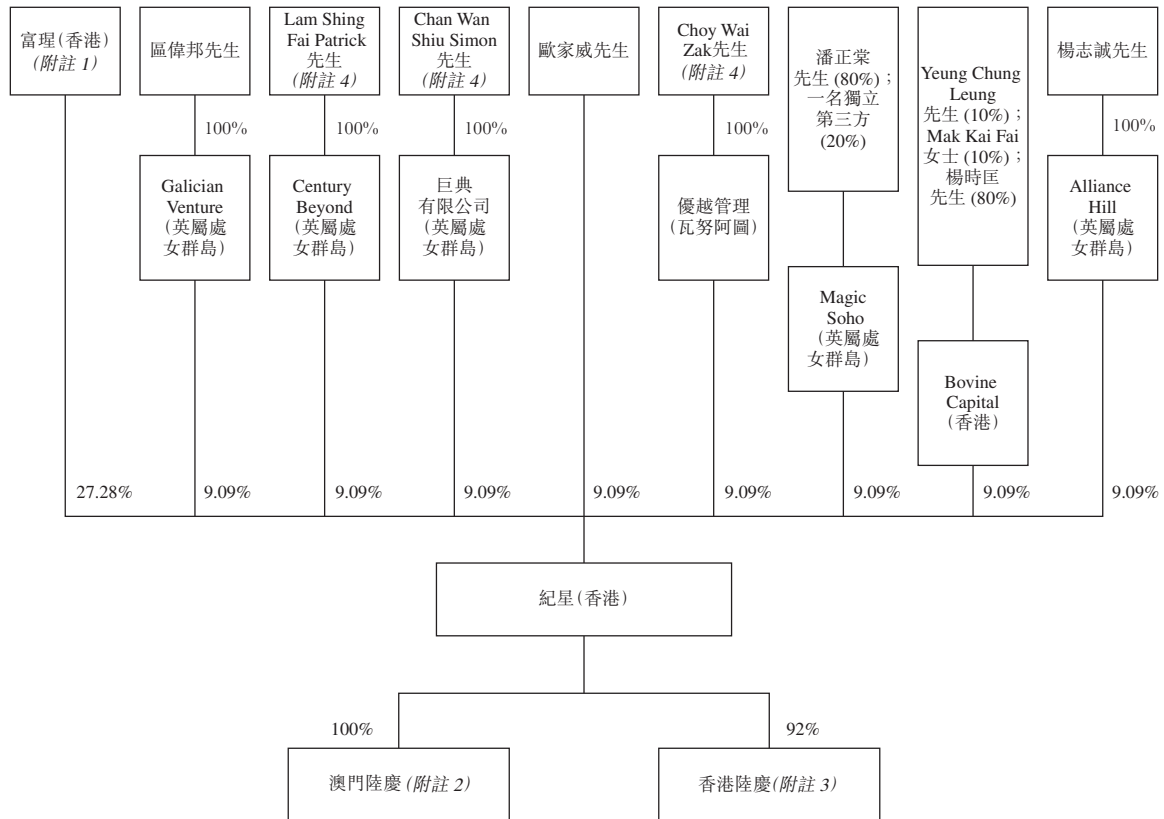 富瑆(香港)
(附註 1)
區偉邦先生
Lam Shing
Fai Patrick
先生
(附註 4)
Chan Wan
Shiu Simon
先生
(附註 4)
歐家威先生
Choy Wai
Zak先生
(附註 4)
潘正棠
先生 (80%)；
一名獨立
第三方
(20%)
Yeung Chung
Leung
先生 (10%)；
Mak Kai Fai
女士 (10%)；
楊時匡
先生 (80%)
楊志誠先生
100%
100%
100%
100%
100%
Galician
Venture
(英屬處
女群島)
Century
Beyond
(英屬處
女群島)
巨典
有限公司
(英屬處
女群島)
優越管理
(瓦努阿圖)
Magic
Soho
(英屬處
女群島)
Bovine
Capital
(香港)
Alliance
Hill
(英屬處
女群島)
27.28%
9.09%
9.09%
9.09%
9.09%
9.09%
9.09%
9.09%
9.09%
紀星(香港)
100%
92%
澳門陸慶 (附註 2)
香港陸慶(附註 3)